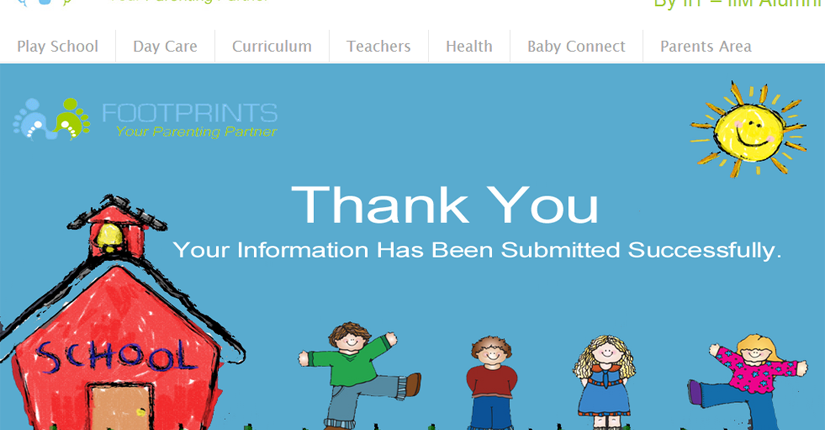 Your Parenting Partner
By IIT – IIM Alumni
Play School
Day Care
Curriculum
Teachers
Health
Baby Connect
Parents Area
FOOTPRINTS
Your Parenting Partner
Thank You
Your Information Has Been Submitted Successfully.
SCHOOL